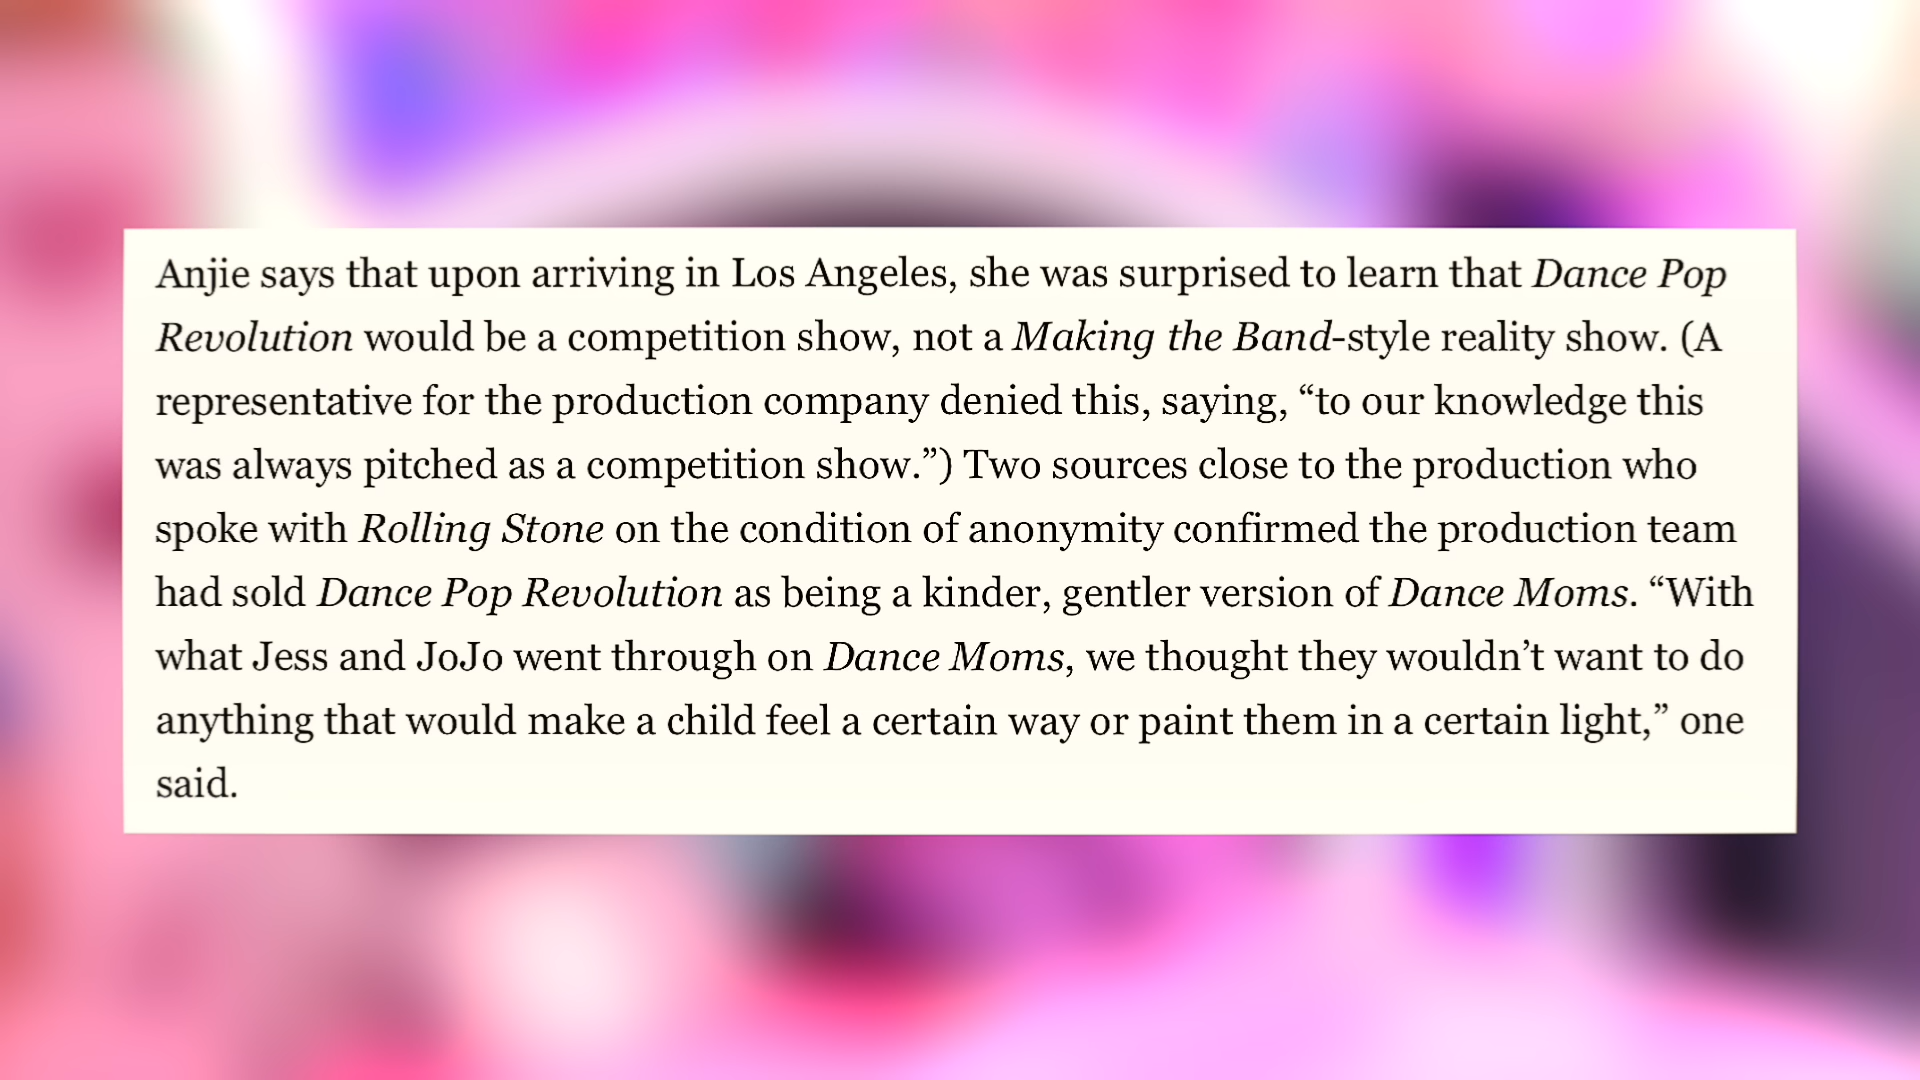 Anjie says that upon arriving in Los Angeles, she was surprised to learn that Dance Pop
Revolution would be a competition show, not a Making the Band-style reality show. (A
representative for the production company denied this, saying, “to our knowledge this
was always pitched as a competition show.”) Two sources close to the production who
spoke with Rolling Stone on the condition of anonymity confirmed the production team
had sold Dance Pop Revolution as being a kinder, gentler version of Dance Moms. “With
what Jess and JoJo went through on Dance Moms, we thought they wouldn’t want to do
anything that would make a child feel a certain way or paint them in a certain light,” one
said.